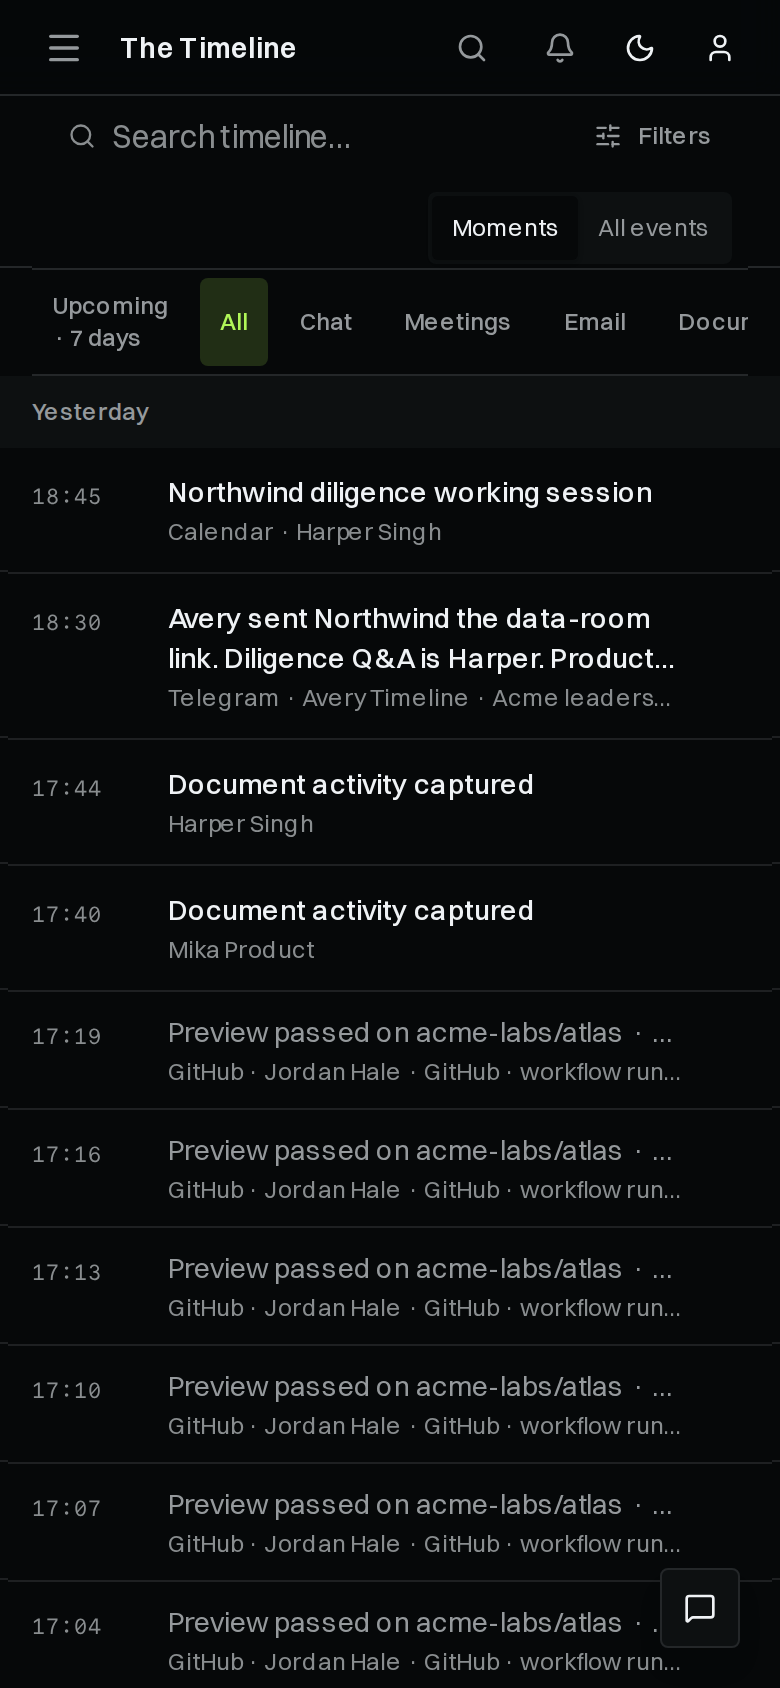 The Timeline
Search timeline...
Filters
Moments
All events
Upcoming
· 7 days
All
Chat
Meetings
Email
Docur
Yesterday
18:45
Northwind diligence working session
Calendar · Harper Singh
18:30
Avery sent Northwind the data-room
link. Diligence Q&A is Harper. Product...
Telegram · Avery Timeline · Acme leaders...
17:44
Document activity captured
Harper Singh
17:40
Document activity captured
Mika Product
17:19
Preview passed on acme-labs/atlas · ...
GitHub · Jordan Hale · GitHub · workflow run...
17:16
Preview passed on acme-labs/atlas · ...
GitHub · Jordan Hale · GitHub · workflow run...
17:13
Preview passed on acme-labs/atlas · ...
GitHub · Jordan Hale · GitHub · workflow run...
17:10
Preview passed on acme-labs/atlas · ...
GitHub · Jordan Hale · GitHub · workflow run...
17:07
Preview passed on acme-labs/atlas · ...
GitHub · Jordan Hale · GitHub · workflow run...
17:04
Preview passed on acme-labs/atlas · .
GitHub · Jordan Hale · GitHub · workflow run...